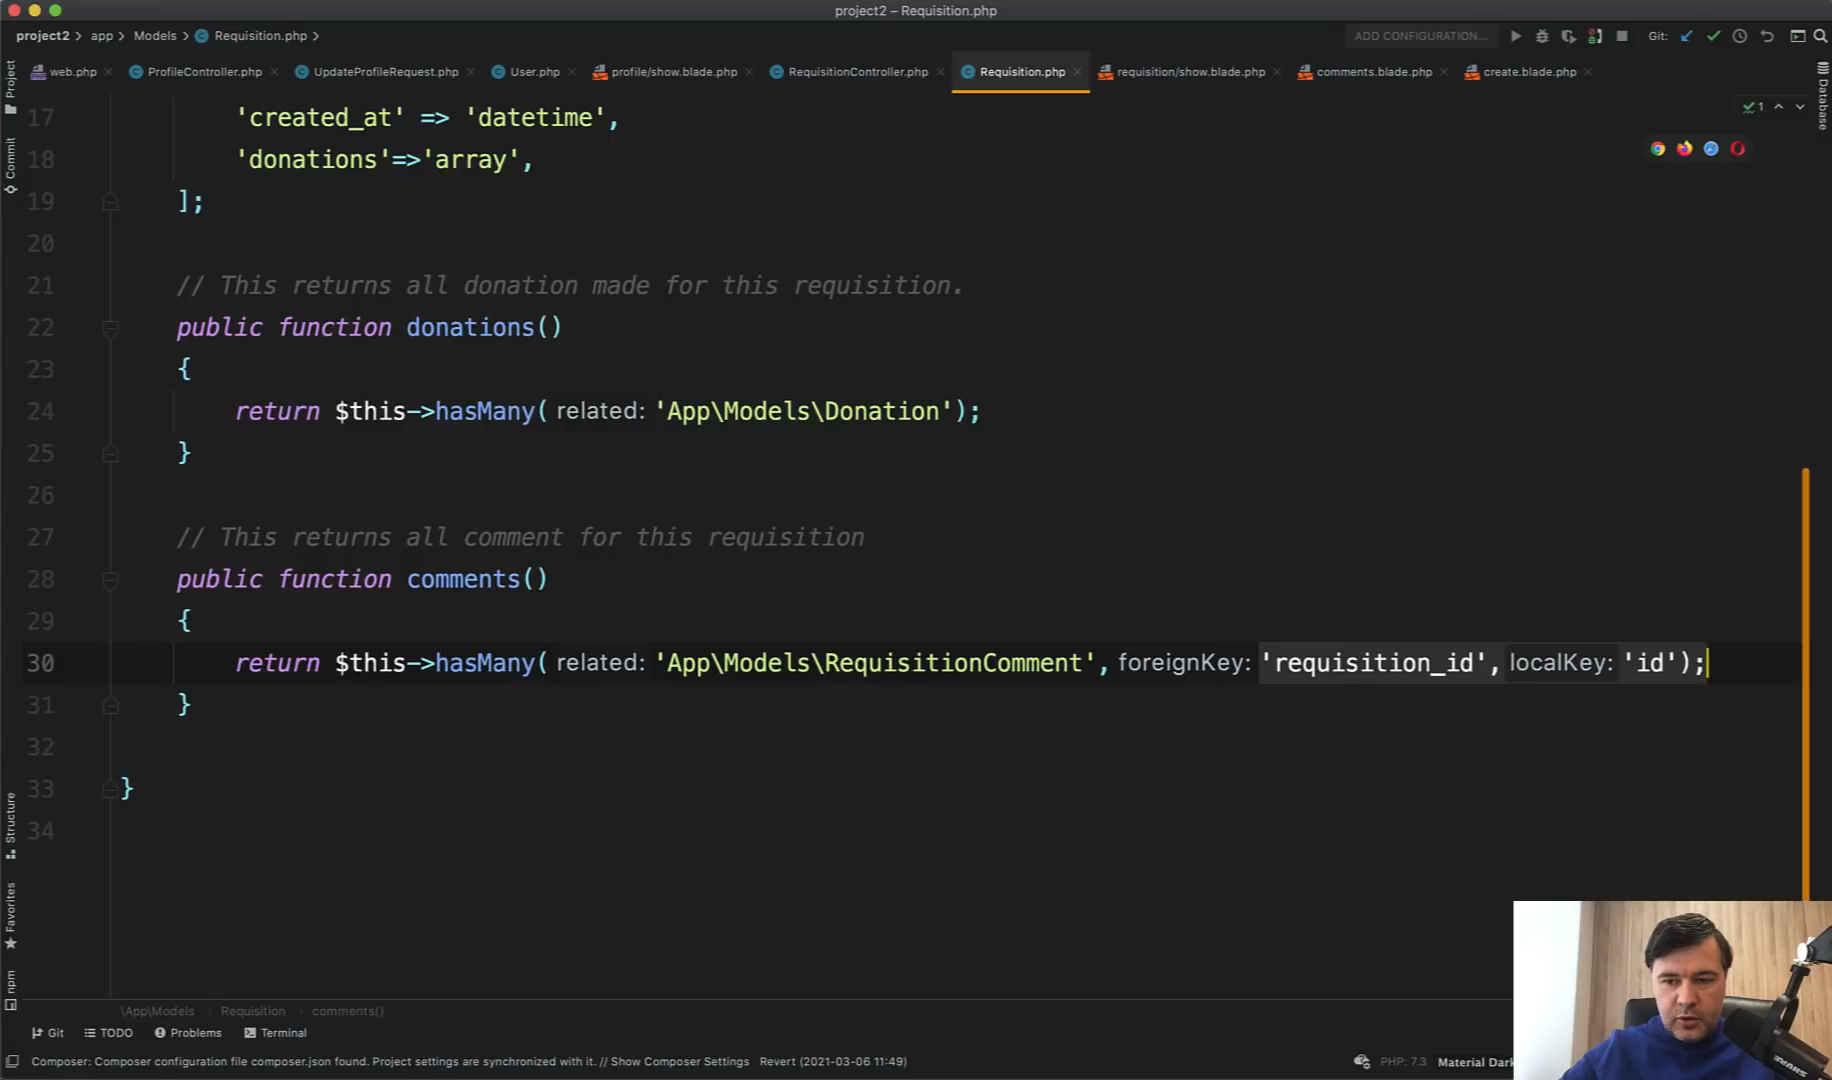 project2 – Requisition.php
project2 app Models Requisition.php
ADD CONFIGURATION... Git:
web.php ProfileController.php UpdateProfileRequest.php User.php profile/show.blade.php RequisitionController.php Requisition.php requisition/show.blade.php comments.blade.php create.blade.php
Project
Commit
Structure
Favorites
npm
Database
1
17 'created_at' => 'datetime',
18 'donations'=>'array',
19 ];
20
21 // This returns all donation made for this requisition.
22 public function donations()
23 {
24 return $this->hasMany( related: 'App\Models\Donation');
25 }
26
27 // This returns all comment for this requisition
28 public function comments()
29 {
30 return $this->hasMany( related: 'App\Models\RequisitionComment', foreignKey: 'requisition_id', localKey: 'id');
31 }
32
33 }
34
\App\Models Requisition comments()
Git TODO Problems Terminal
Composer: Composer configuration file composer.json found. Project settings are synchronized with it. // Show Composer Settings Revert (2021-03-06 11:49)
PHP: 7.3 Material Dark